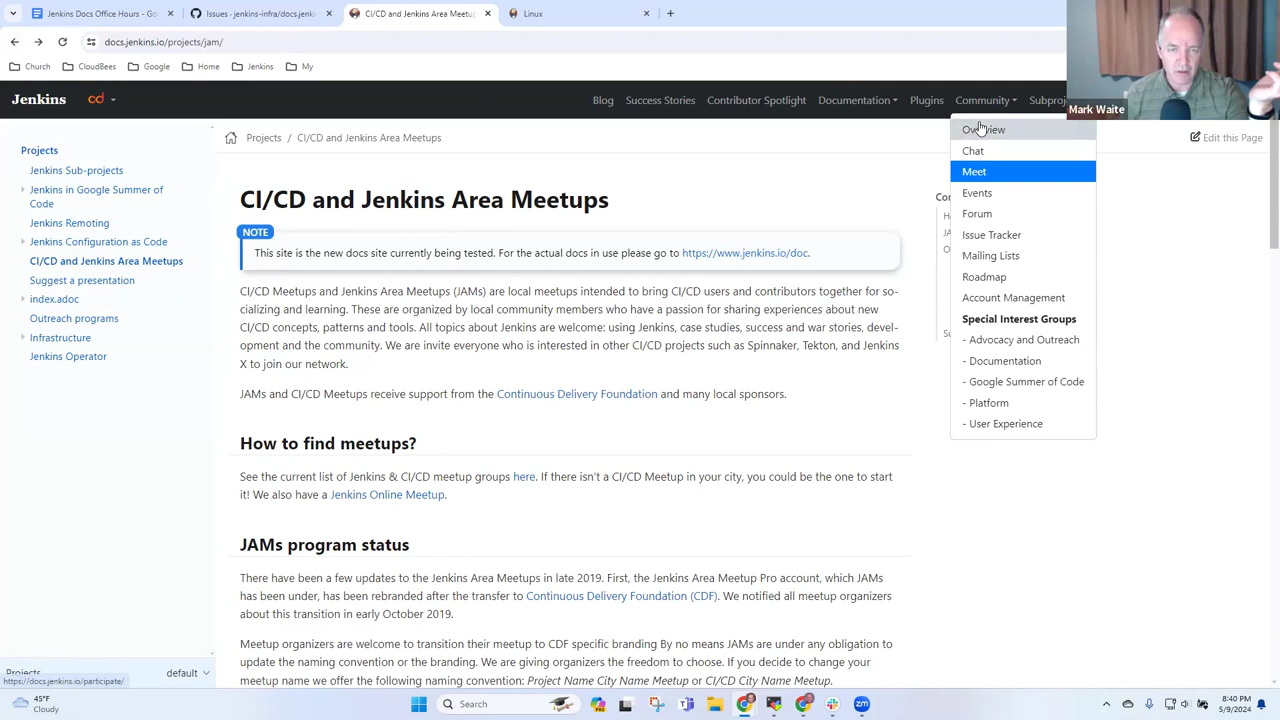 Jenkins Docs Office Hours - Go
Issues · jenkins-infra/docs.jenk
CI/CD and Jenkins Area Meetup
Linux
docs.jenkins.io/projects/jam/
Church
CloudBees
Google
Home
Jenkins
My
Mark Waite
Jenkins
cd
Blog
Success Stories
Contributor Spotlight
Documentation
Plugins
Community
Subproj
Projects / CI/CD and Jenkins Area Meetups
Edit this Page
Projects
Jenkins Sub-projects
Jenkins in Google Summer of
Code
Jenkins Remoting
Jenkins Configuration as Code
CI/CD and Jenkins Area Meetups
Suggest a presentation
index.adoc
Outreach programs
Infrastructure
Jenkins Operator
Projects
default
CI/CD and Jenkins Area Meetups
NOTE
This site is the new docs site currently being tested. For the actual docs in use please go to https://www.jenkins.io/doc.
CI/CD Meetups and Jenkins Area Meetups (JAMs) are local meetups intended to bring CI/CD users and contributors together for so-
cializing and learning. These are organized by local community members who have a passion for sharing experiences about new
CI/CD concepts, patterns and tools. All topics about Jenkins are welcome: using Jenkins, case studies, success and war stories, devel-
opment and the community. We are invite everyone who is interested in other CI/CD projects such as Spinnaker, Tekton, and Jenkins
X to join our network.
JAMs and CI/CD Meetups receive support from the Continuous Delivery Foundation and many local sponsors.
How to find meetups?
See the current list of Jenkins & CI/CD meetup groups here. If there isn't a CI/CD Meetup in your city, you could be the one to start
it! We also have a Jenkins Online Meetup.
JAMs program status
There have been a few updates to the Jenkins Area Meetups in late 2019. First, the Jenkins Area Meetup Pro account, which JAMs
has been under, has been rebranded after the transfer to Continuous Delivery Foundation (CDF). We notified all meetup organizers
about this transition in early October 2019.
Meetup organizers are welcome to transition their meetup to CDF specific branding By no means JAMs are under any obligation to
update the naming convention or the branding. We are giving organizers the freedom to choose. If you decide to change your
meetup name we offer the following naming convention: Project Name City Name Meetup or CI/CD City Name Meetup.
Overview
Chat
Meet
Events
Forum
Issue Tracker
Mailing Lists
Roadmap
Account Management
Special Interest Groups
- Advocacy and Outreach
- Documentation
- Google Summer of Code
- Platform
- User Experience
https://docs.jenkins.io/participate/
45°F
Cloudy
Search
8:40 PM
5/9/2024